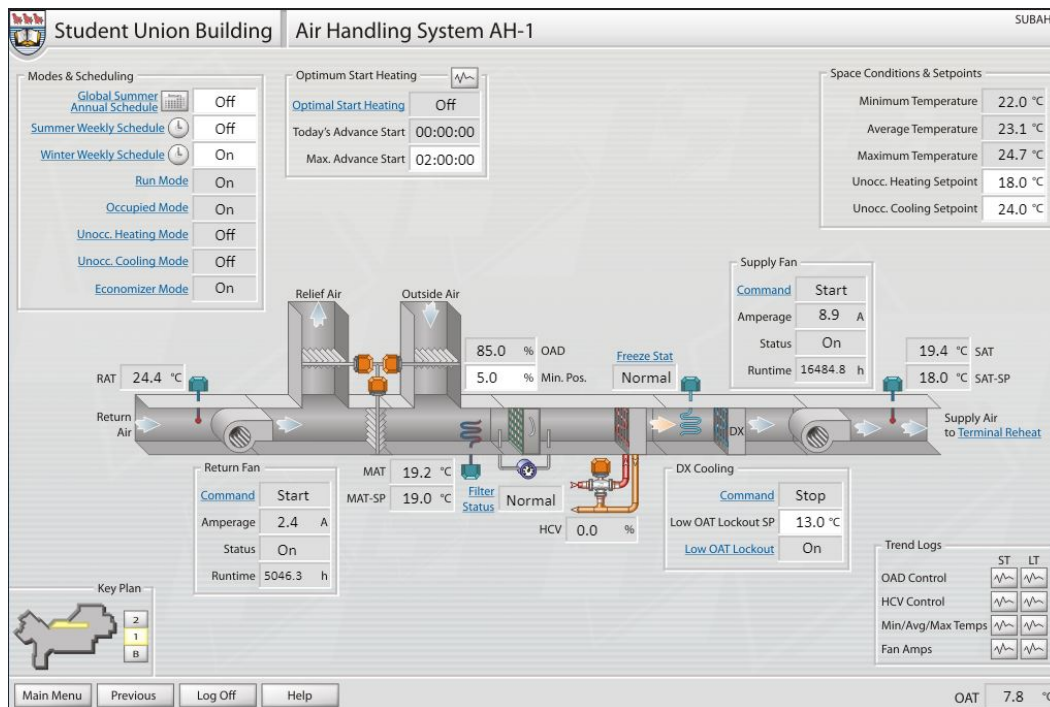 Student Union Building
Air Handling System AH-1
SUBAH
Modes & Scheduling
Global Summer
Annual Schedule
Off
Summer Weekly Schedule
Off
Winter Weekly Schedule
On
Run Mode
On
Occupied Mode
On
Unocc. Heating Mode
Off
Unocc. Cooling Mode
Off
Economizer Mode
On
Optimum Start Heating
Optimal Start Heating
Off
Today's Advance Start
00:00:00
Max. Advance Start
02:00:00
Space Conditions & Setpoints
Minimum Temperature
22.0 °C
Average Temperature
23.1 °C
Maximum Temperature
24.7 °C
Unocc. Heating Setpoint
18.0 °C
Unocc. Cooling Setpoint
24.0 °C
Relief Air
Outside Air
85.0 % OAD
5.0 % Min. Pos.
Freeze Stat
Normal
Supply Fan
Command
Start
Amperage
8.9 A
Status
On
Runtime
16484.8 h
19.4 °C SAT
18.0 °C SAT-SP
RAT 24.4 °C
Return
Air
DX
Supply Air
to Terminal Reheat
Return Fan
Command
Start
Amperage
2.4 A
Status
On
Runtime
5046.3 h
MAT 19.2 °C
MAT-SP 19.0 °C
Filter
Status
Normal
HCV 0.0 %
DX Cooling
Command
Stop
Low OAT Lockout SP
13.0 °C
Low OAT Lockout
On
Trend Logs
ST LT
OAD Control
HCV Control
Min/Avg/Max Temps
Fan Amps
Key Plan
2
1
B
Main Menu
Previous
Log Off
Help
OAT 7.8 °C